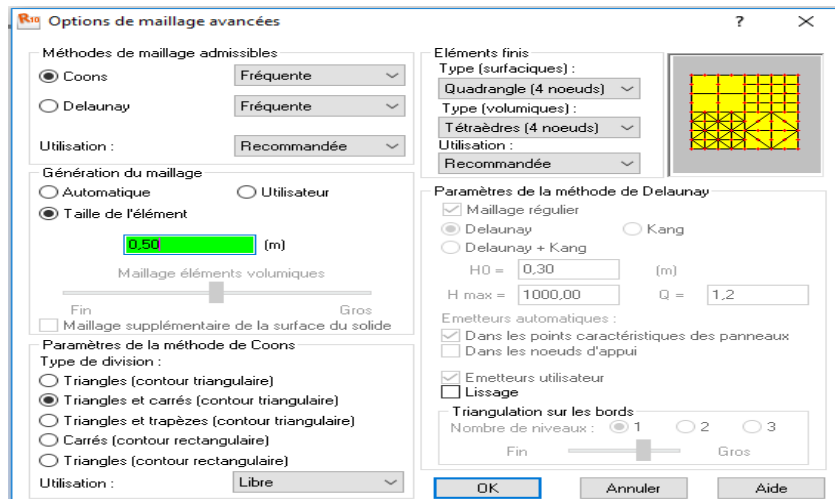 R10 Options de maillage avancées
?
Méthodes de maillage admissibles
Coons
Fréquente
Delaunay
Fréquente
Utilisation :
Recommandée
Génération du maillage
Automatique
Utilisateur
Taille de l'élément
0,50
(m)
Maillage éléments volumiques
Fin
Gros
Maillage supplémentaire de la surface du solide
Paramètres de la méthode de Coons
Type de division :
Triangles (contour triangulaire)
Triangles et carrés (contour triangulaire)
Triangles et trapèzes (contour triangulaire)
Carrés (contour rectangulaire)
Triangles (contour rectangulaire)
Utilisation :
Libre
Eléments finis
Type (surfaciques) :
Quadrangle (4 noeuds)
Type (volumiques) :
Tétraèdres (4 noeuds)
Utilisation :
Recommandée
Paramètres de la méthode de Delaunay
Maillage régulier
Delaunay
Kang
Delaunay + Kang
H0 =
0,30
(m)
H max =
1000,00
Q =
1,2
Emetteurs automatiques :
Dans les points caractéristiques des panneaux
Dans les noeuds d'appui
Emetteurs utilisateur
Lissage
Triangulation sur les bords
Nombre de niveaux :
1
2
3
Fin
Gros
OK
Annuler
Aide